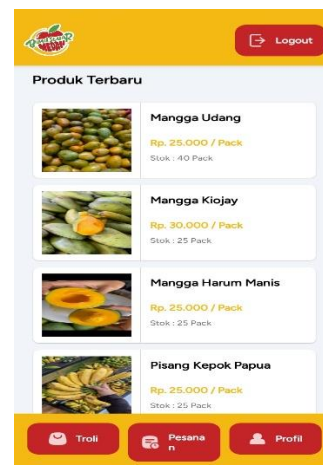 Logout
Produk Terbaru
Mangga Udang
Rp. 25.000 / Pack
Stok : 40 Pack
Mangga Kiojay
Rp. 30.000 / Pack
Stok : 25 Pack
Mangga Harum Manis
Rp. 25.000 / Pack
Stok : 25 Pack
Pisang Kepok Papua
Rp. 25.000 / Pack
Stok : 25 Pack
Troli
Pesana
n
Profil